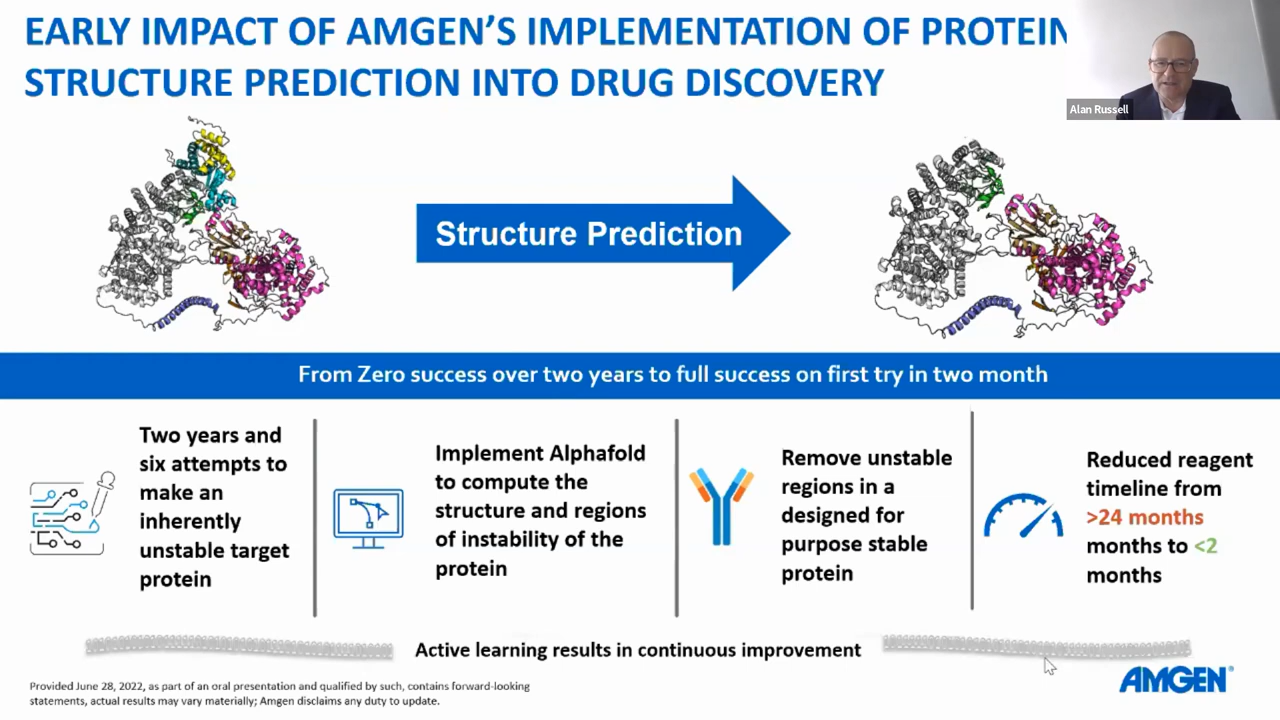 EARLY IMPACT OF AMGEN'S IMPLEMENTATION OF PROTEIN
STRUCTURE PREDICTION INTO DRUG DISCOVERY
Alan Russell
Structure Prediction
From Zero success over two years to full success on first try in two month
Two years and
six attempts to
make an
inherently
unstable target
protein
Implement Alphafold
to compute the
structure and regions
of instability of the
protein
Remove unstable
regions in a
designed for
purpose stable
protein
Reduced reagent
timeline from
>24 months
months to <2
months
Active learning results in continuous improvement
Provided June 28, 2022, as part of an oral presentation and qualified by such, contains forward-looking
statements, actual results may vary materially; Amgen disclaims any duty to update.
AMGEN®